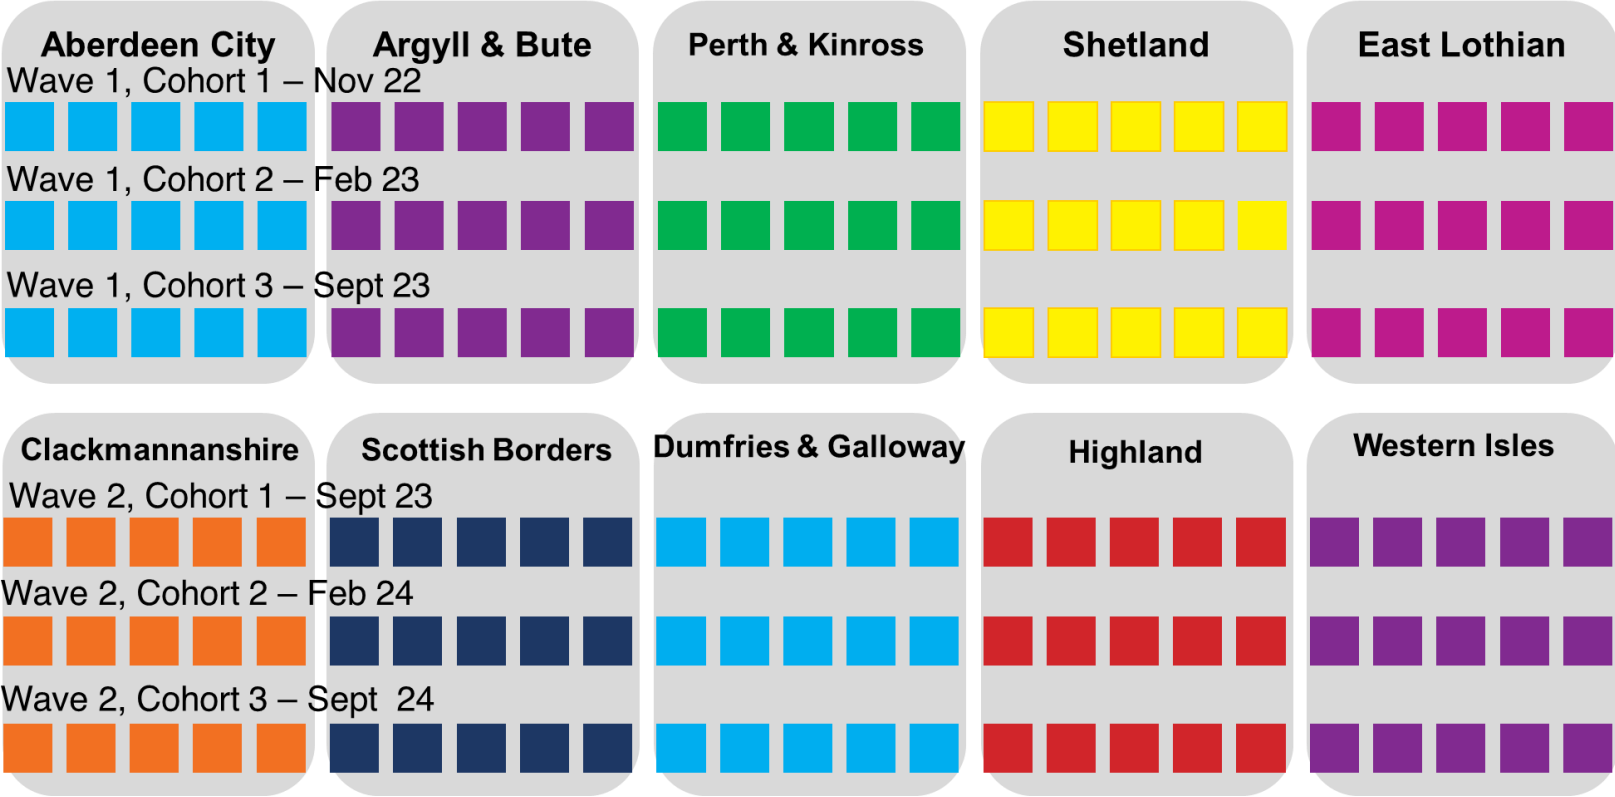 Aberdeen City
Argyll & Bute
Perth & Kinross
Shetland
East Lothian
Wave 1, Cohort 1 – Nov 22
Wave 1, Cohort 2 – Feb 23
Wave 1, Cohort 3 – Sept 23
Clackmannanshire
Scottish Borders
Dumfries & Galloway
Highland
Western Isles
Wave 2, Cohort 1 – Sept 23
Wave 2, Cohort 2 – Feb 24
Wave 2, Cohort 3 – Sept  24